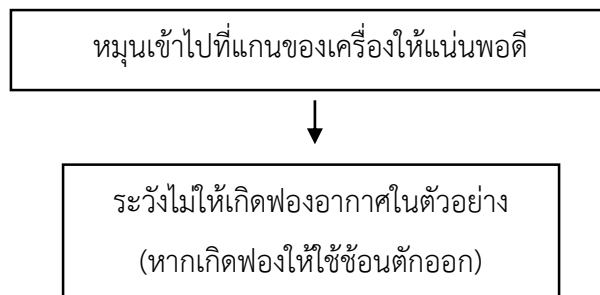 หมุนเข้าไปที่แกนของเครื่องให้แน่นพอดี
ระวังไม่ให้เกิดฟองอากาศในตัวอย่าง
(หากเกิดฟองให้ใช้ช้อนตักออก)